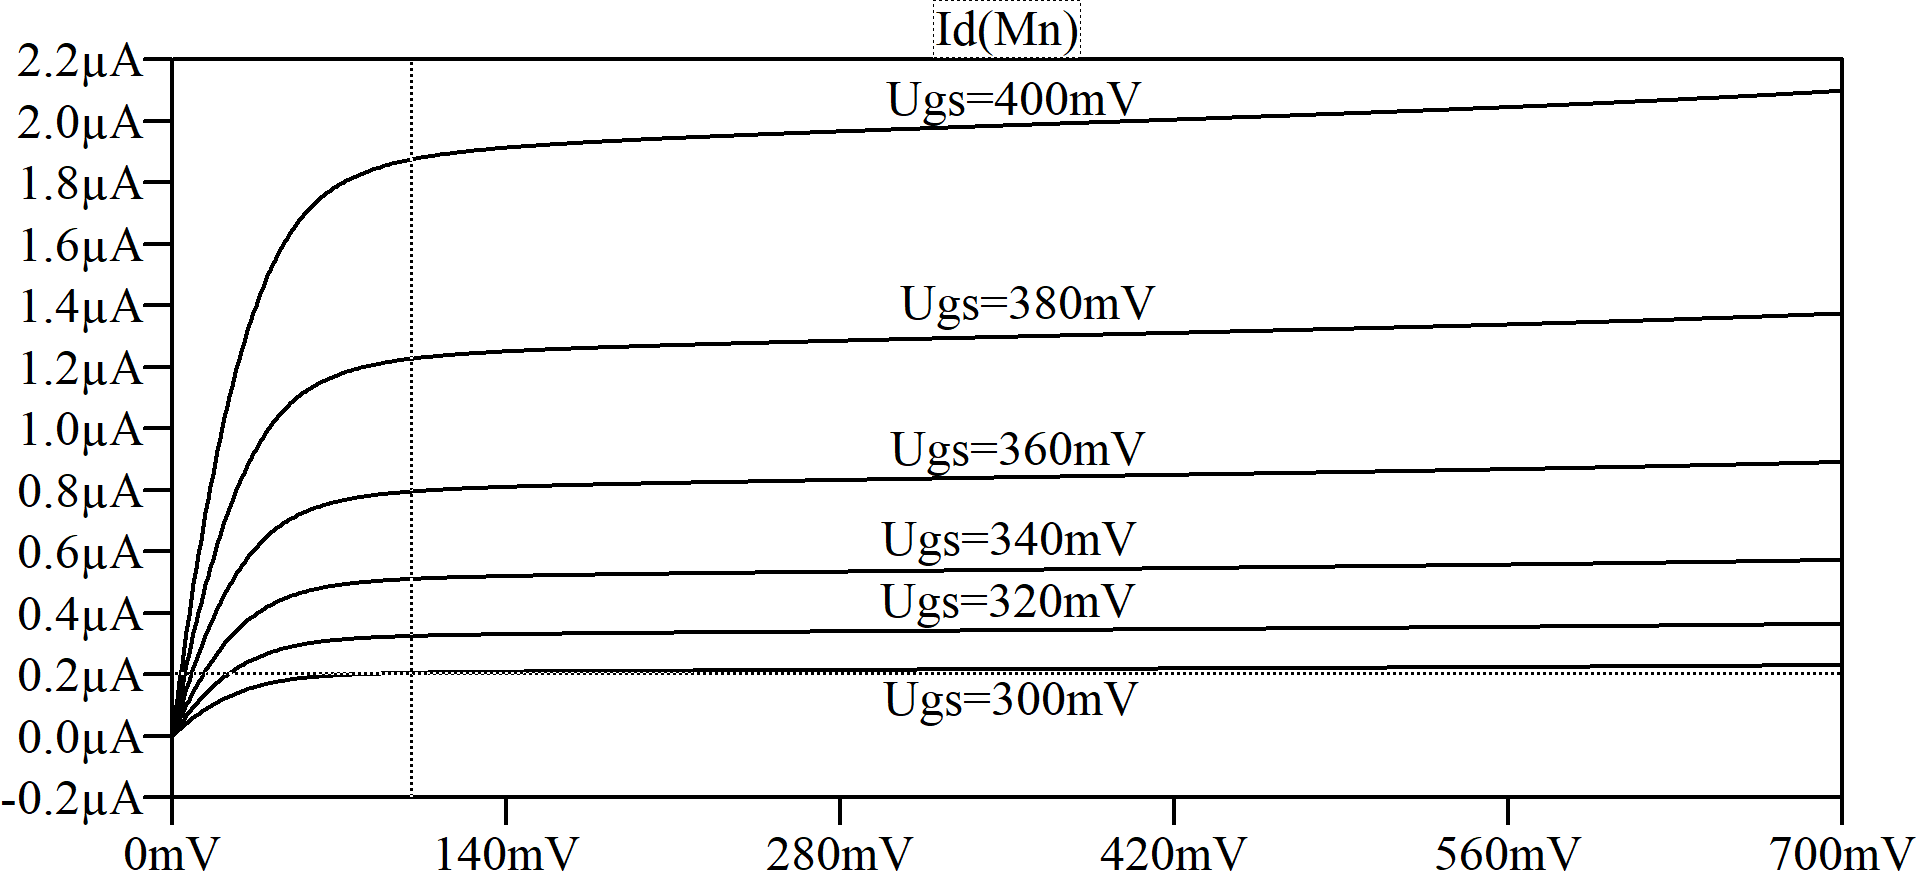 Id(Mn)
2.2µA
2.0µA
1.8µA
1.6µA
1.4µA
1.2µA
1.0µA
0.8µA
0.6µA
0.4µA
0.2µA
0.0µA
-0.2µA
Ugs=400mV
Ugs=380mV
Ugs=360mV
Ugs=340mV
Ugs=320mV
Ugs=300mV
0mV 140mV 280mV 420mV 560mV 700mV